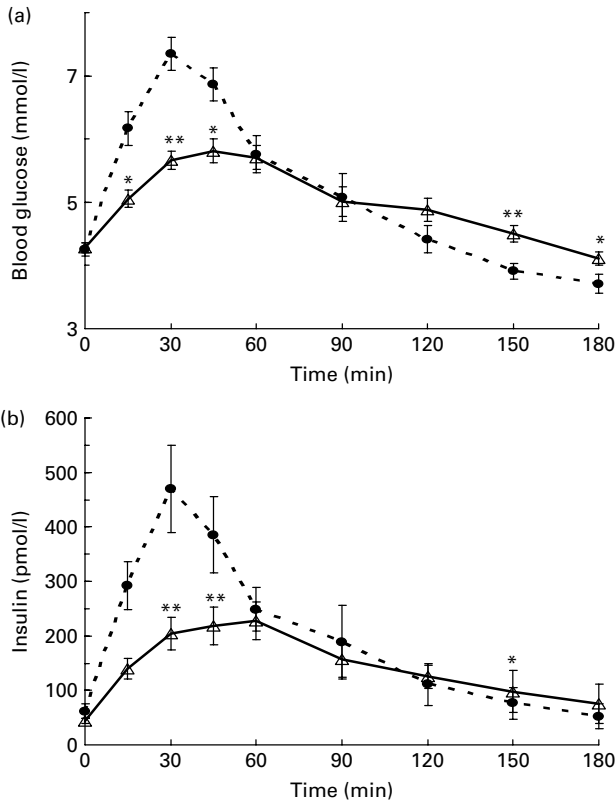 (a)
Blood glucose (mmol/l)
7
5
3
*
**
*
**
*
0 30 60 90 120 150 180
Time (min)
(b)
Insulin (pmol/l)
600
500
400
300
200
100
0
**
**
*
0 30 60 90 120 150 180
Time (min)